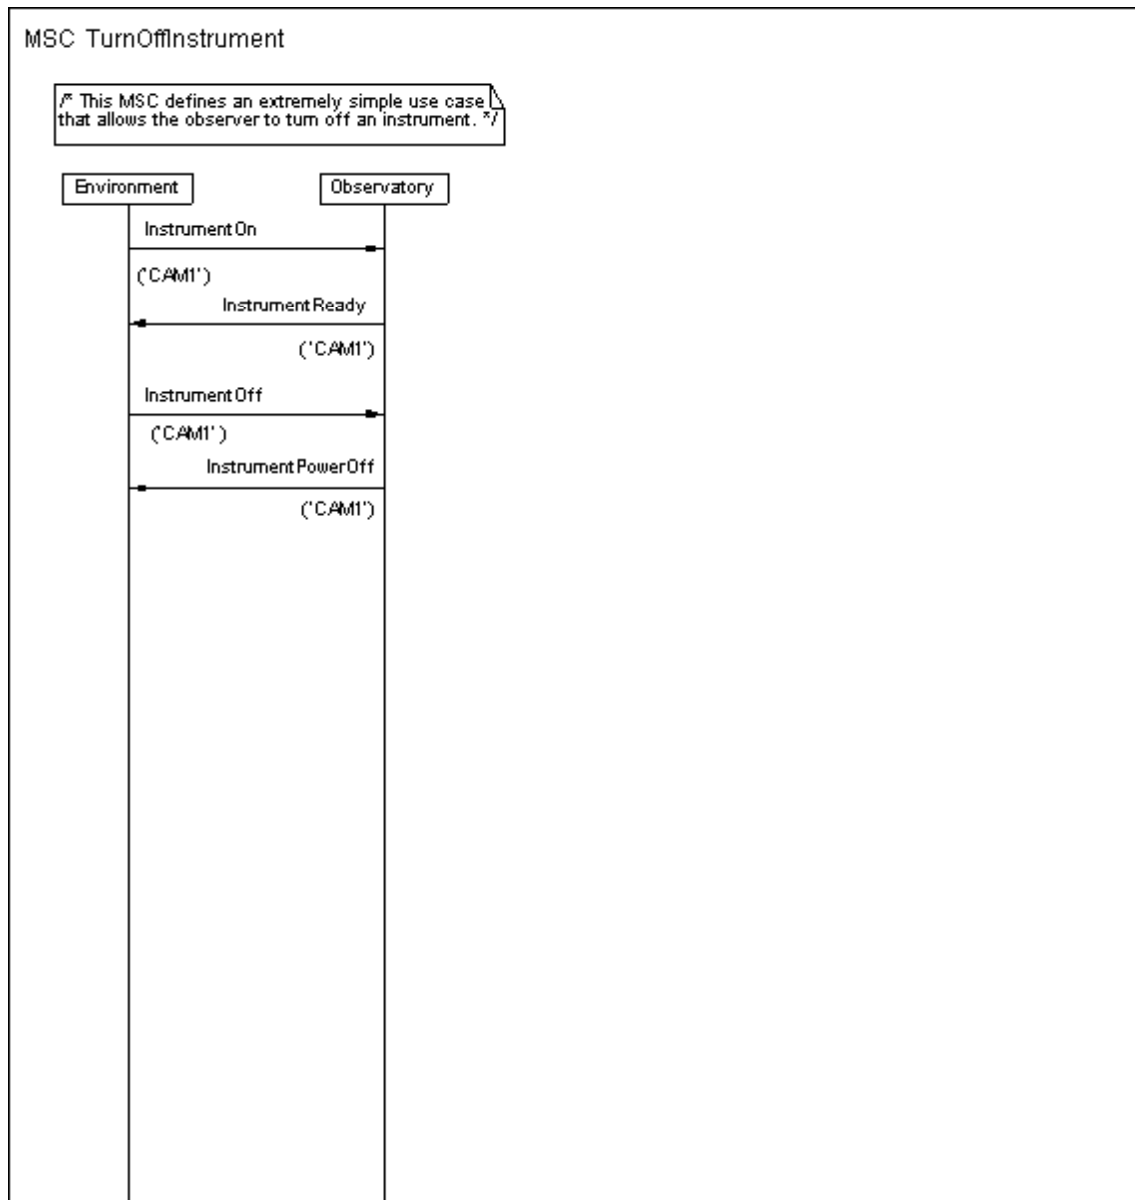 MSC TurnOffInstrument
/* This MSC defines an extremely simple use case
that allows the observer to turn off an instrument. */
Environment
Observatory
InstrumentOn
('CAM1')
InstrumentReady
('CAM1')
InstrumentOff
('CAM1' )
InstrumentPowerOff
('CAM1')